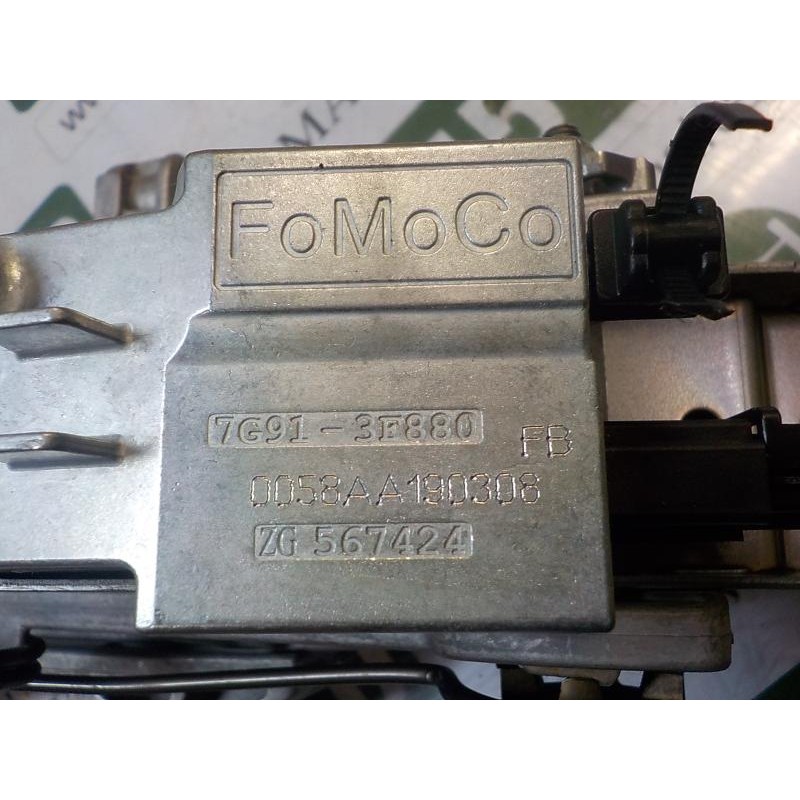 FoMoCo
7G91-3F880 FB
0058AA190308
ZG 567424